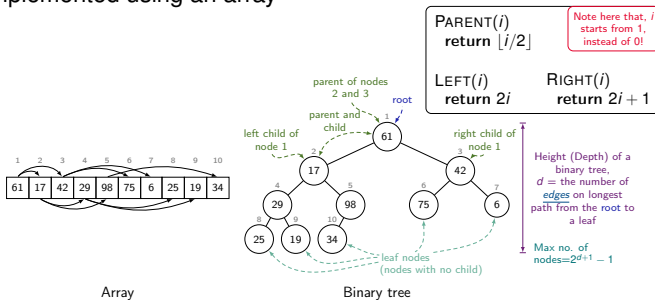 mplemented using an array
PARENT(i)
return ⌊i/2⌋
Note here that, i
starts from 1,
instead of 0!
LEFT(i)
return 2i
RIGHT(i)
return 2i + 1
parent of nodes
2 and 3
root
parent and
child
left child of
node 1
right child of
node 1
1 2 3 4 5 6 7 8 9 10
61 17 42 29 98 75 6 25 19 34
1
61
2
17
3
42
4
29
5
98
6
75
7
6
8
25
9
19
10
34
leaf nodes
(nodes with no child)
Height (Depth) of a
binary tree,
d = the number of
edges on longest
path from the root to
a leaf
Max no. of
nodes=2^{d+1} − 1
Array
Binary tree